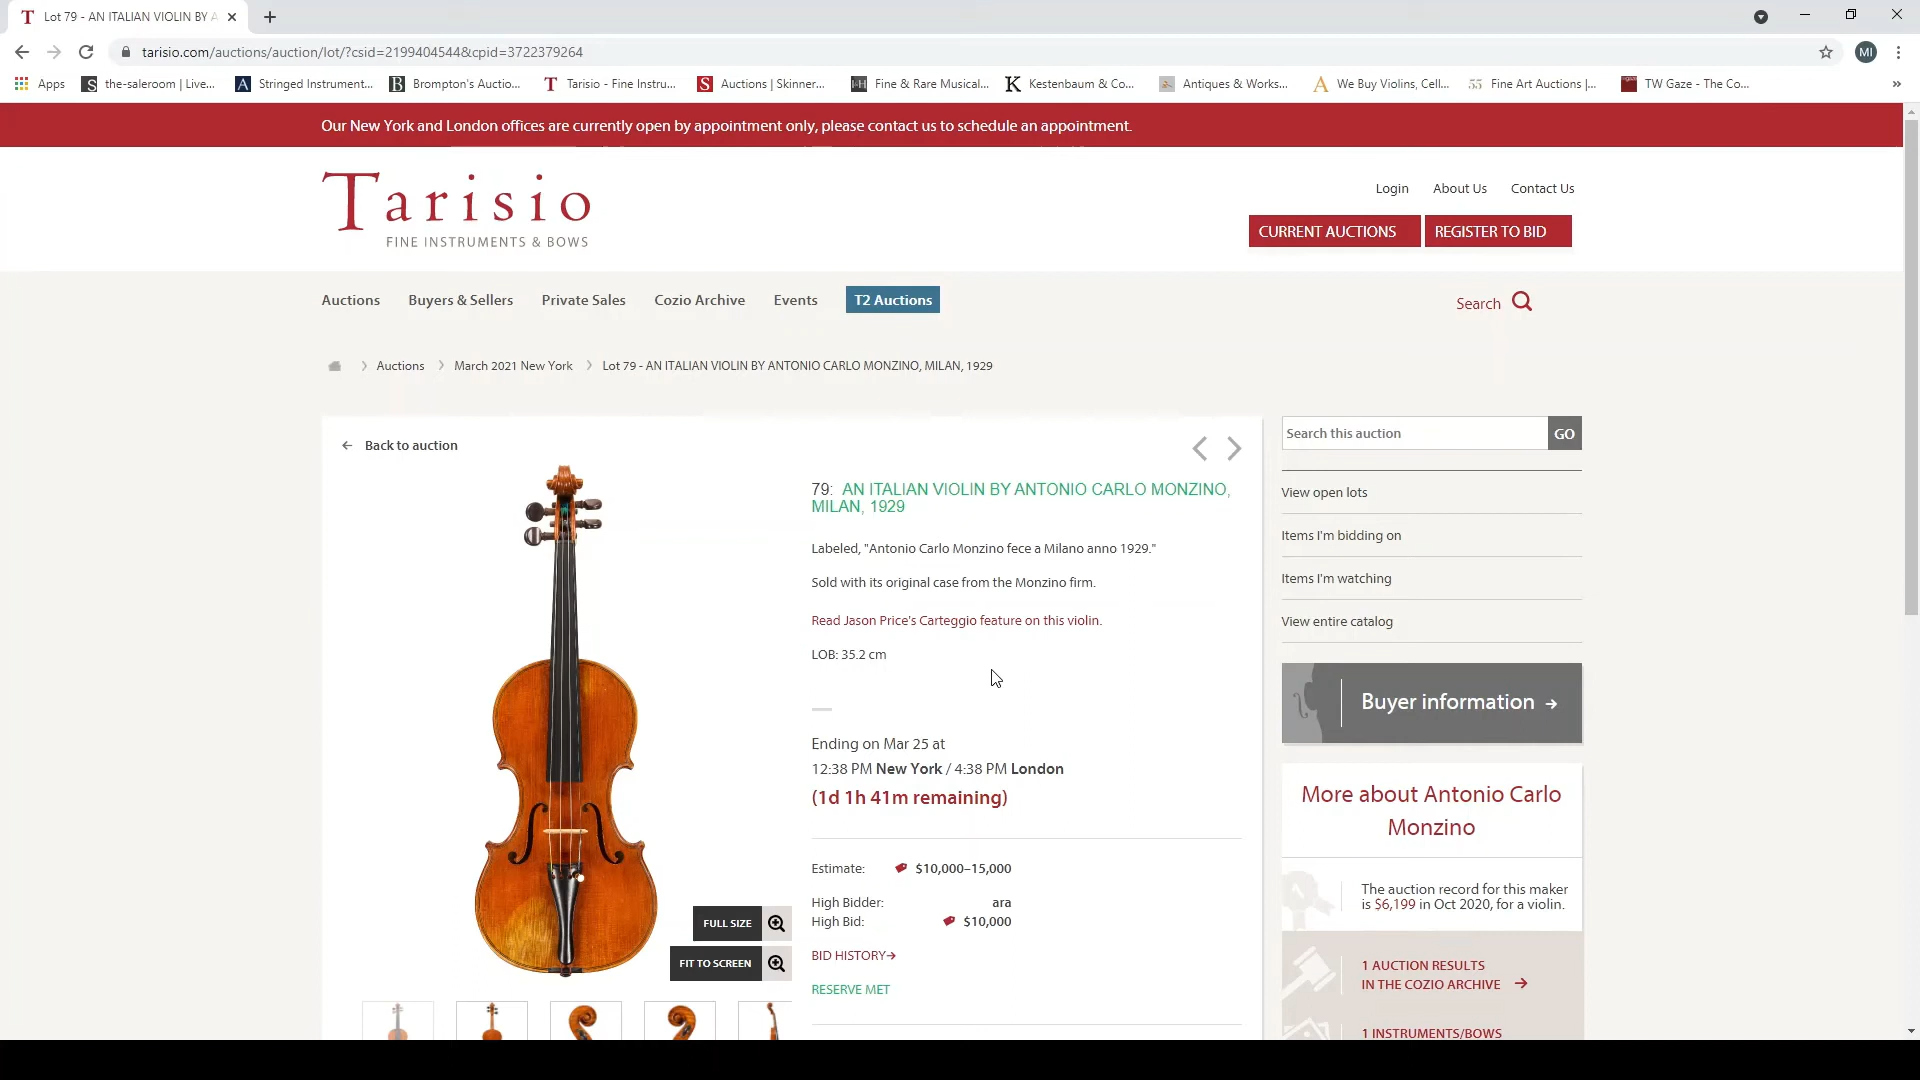 Lot 79 - AN ITALIAN VIOLIN BY A
tarisio.com/auctions/auction/lot/?csid=2199404544&cpid=3722379264
MI
Apps
the-saleroom | Live...
Stringed Instrument...
Brompton's Auctio...
Tarisio - Fine Instru...
Auctions | Skinner...
Fine & Rare Musical...
Kestenbaum & Co...
Antiques & Works...
We Buy Violins, Cell...
Fine Art Auctions |...
TW Gaze - The Co...
Our New York and London offices are currently open by appointment only, please contact us to schedule an appointment.
Tarisio
FINE INSTRUMENTS & BOWS
Login
About Us
Contact Us
CURRENT AUCTIONS
REGISTER TO BID
Auctions
Buyers & Sellers
Private Sales
Cozio Archive
Events
T2 Auctions
Search
Auctions
March 2021 New York
Lot 79 - AN ITALIAN VIOLIN BY ANTONIO CARLO MONZINO, MILAN, 1929
Back to auction
79: AN ITALIAN VIOLIN BY ANTONIO CARLO MONZINO,
MILAN, 1929
Labeled, "Antonio Carlo Monzino fece a Milano anno 1929."
Sold with its original case from the Monzino firm.
Read Jason Price's Carteggio feature on this violin.
LOB: 35.2 cm
Ending on Mar 25 at
12:38 PM New York / 4:38 PM London
(1d 1h 41m remaining)
Estimate: $10,000–15,000
High Bidder: ara
High Bid: $10,000
BID HISTORY
RESERVE MET
FULL SIZE
FIT TO SCREEN
Search this auction
GO
View open lots
Items I'm bidding on
Items I'm watching
View entire catalog
Buyer information
More about Antonio Carlo
Monzino
The auction record for this maker
is $6,199 in Oct 2020, for a violin.
1 AUCTION RESULTS
IN THE COZIO ARCHIVE
1 INSTRUMENTS/BOWS